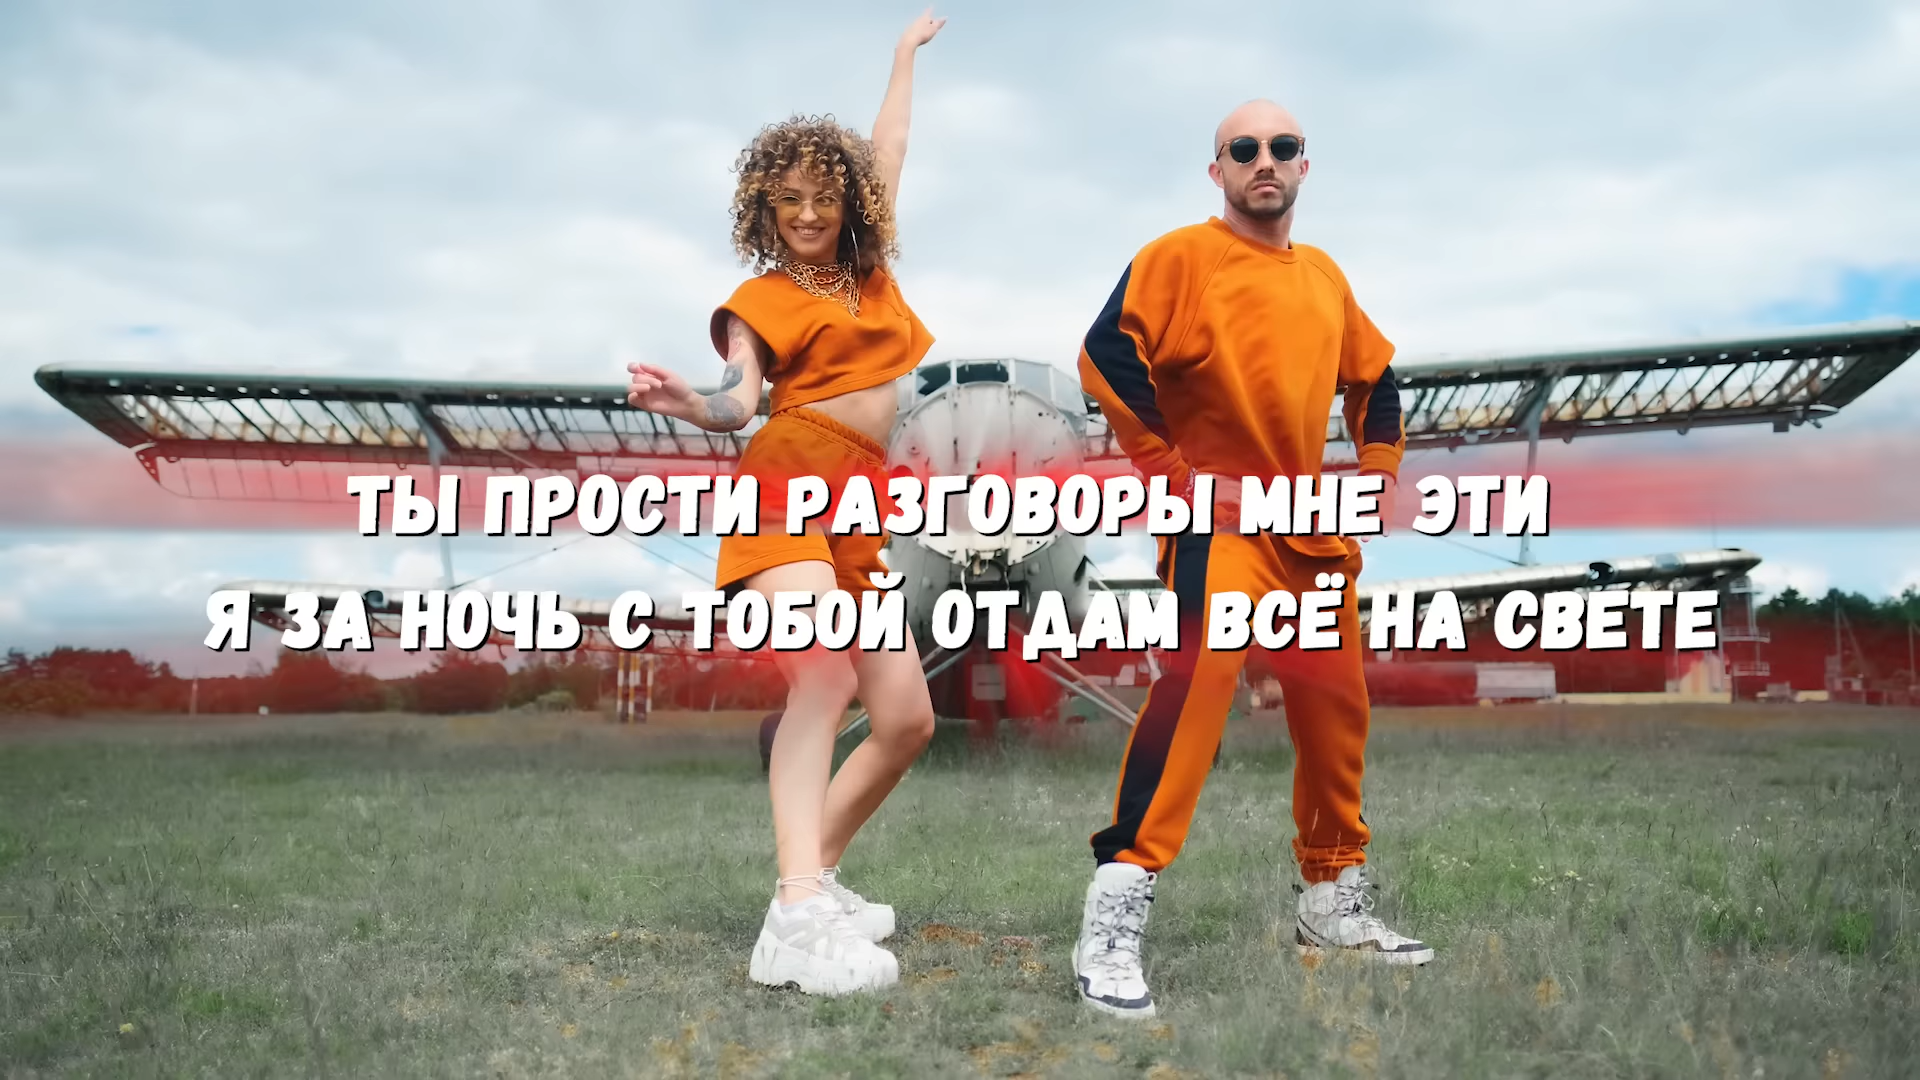 ТЫ ПРОСТИ РАЗГОВОРЫ МНЕ ЭТИ
Я ЗА НОЧЬ С ТОБОЙ ОТДАМ ВСЁ НА СВЕТЕ